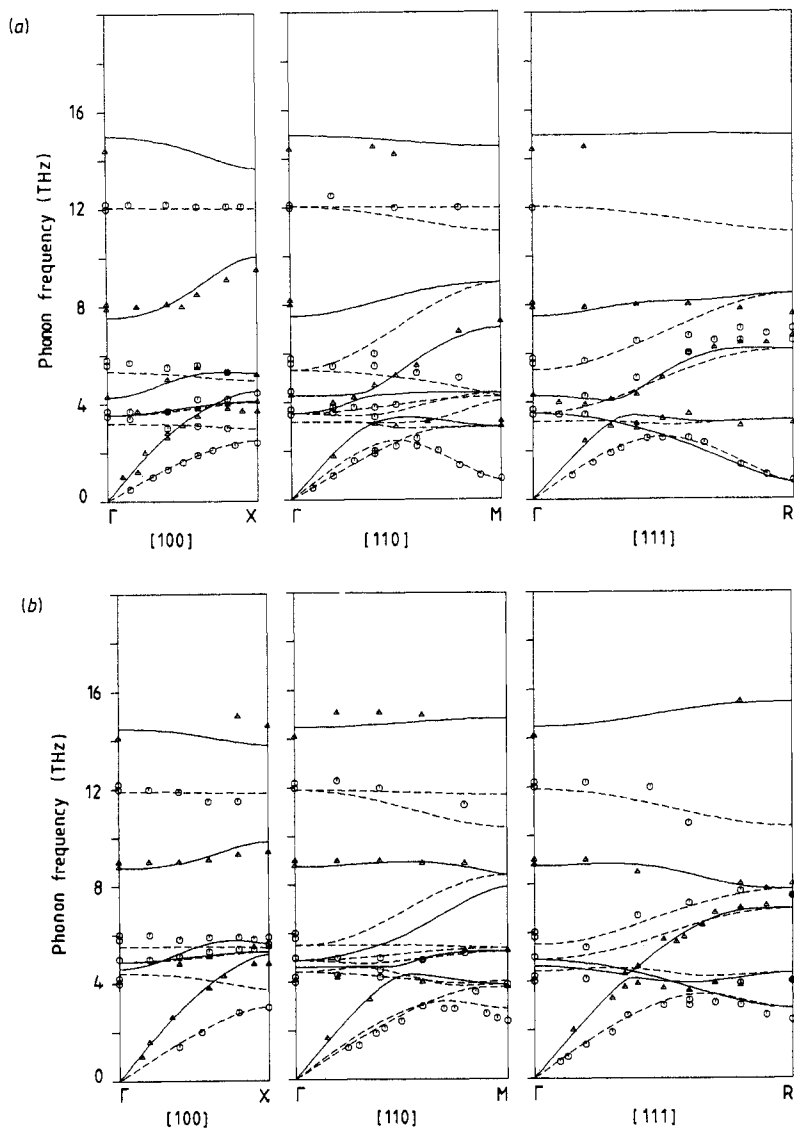 (a)
Phonon frequency (THz)
16
12
8
4
0
Γ X Γ M Γ R
[100] [110] [111]
(b)
Phonon frequency (THz)
16
12
8
4
0
Γ X Γ M Γ R
[100] [110] [111]